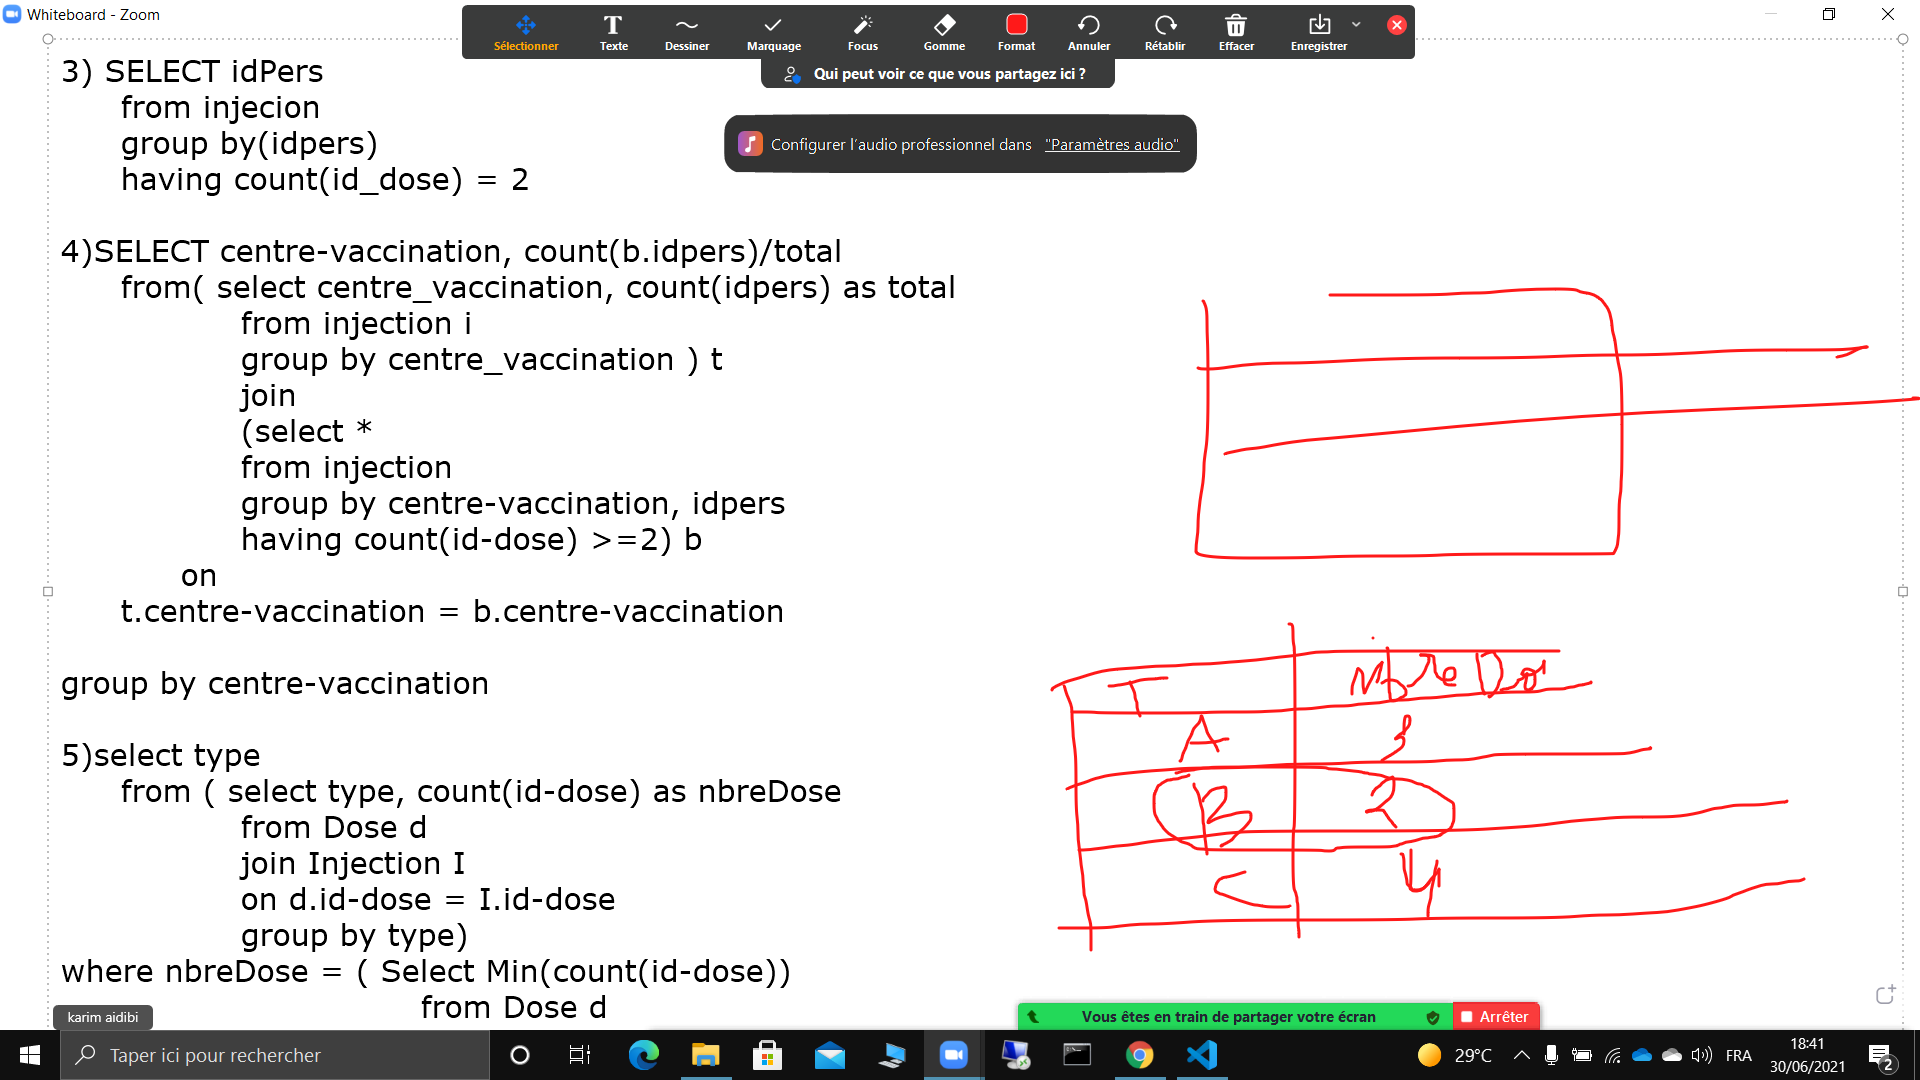 Whiteboard - Zoom
Sélectionner
Texte
Dessiner
Marquage
Focus
Gomme
Format
Annuler
Rétablir
Effacer
Enregistrer
Qui peut voir ce que vous partagez ici ?
Configurer l'audio professionnel dans "Paramètres audio"
3) SELECT idPers
from injecion
group by(idpers)
having count(id_dose) = 2
4)SELECT centre-vaccination, count(b.idpers)/total
from( select centre_vaccination, count(idpers) as total
from injection i
group by centre_vaccination ) t
join
(select *
from injection
group by centre-vaccination, idpers
having count(id-dose) >=2) b
on
t.centre-vaccination = b.centre-vaccination
group by centre-vaccination
5)select type
from ( select type, count(id-dose) as nbreDose
from Dose d
join Injection I
on d.id-dose = I.id-dose
group by type)
where nbreDose = ( Select Min(count(id-dose))
from Dose d
T
A
B 2
C 4
karim aidibi
Vous êtes en train de partager votre écran
Arrêter
Taper ici pour rechercher
29°C
FRA
18:41
30/06/2021
2